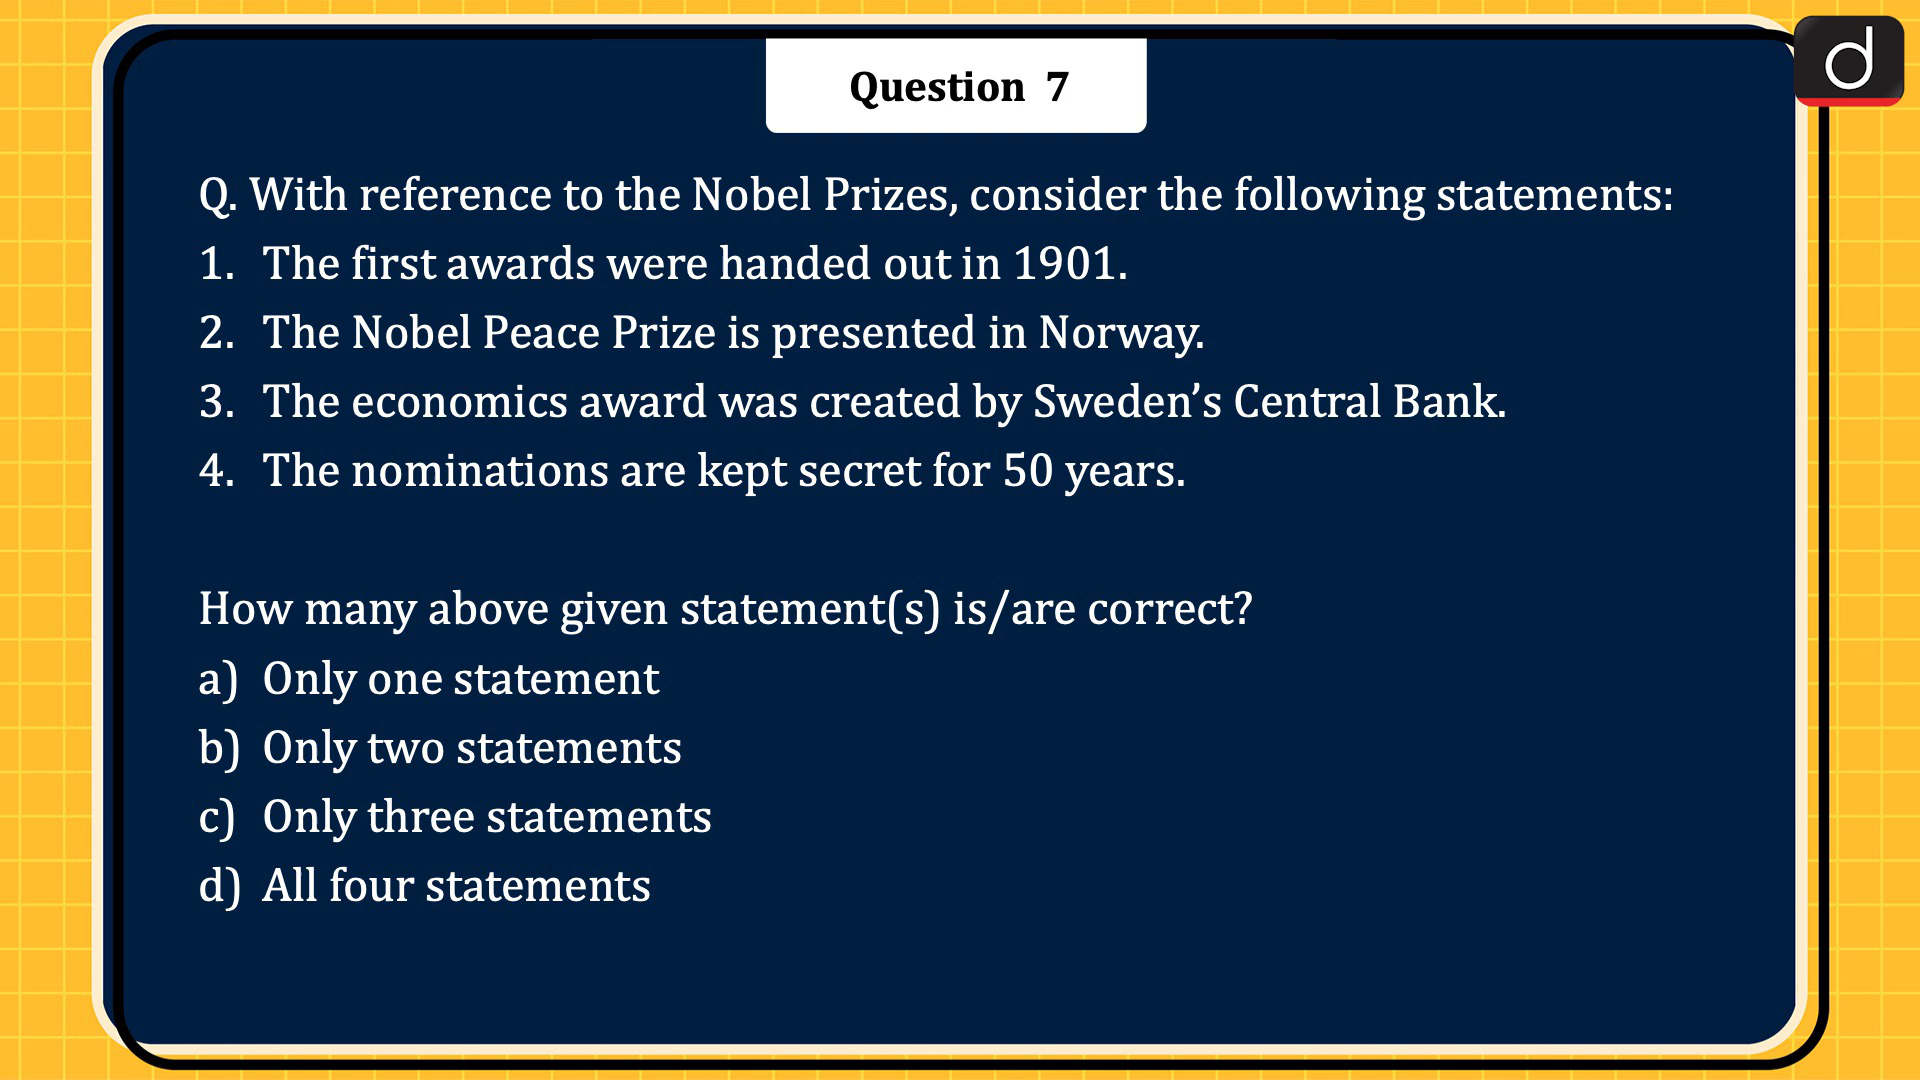 Question 7
Q. With reference to the Nobel Prizes, consider the following statements:
1. The first awards were handed out in 1901.
2. The Nobel Peace Prize is presented in Norway.
3. The economics award was created by Sweden’s Central Bank.
4. The nominations are kept secret for 50 years.
How many above given statement(s) is/are correct?
a) Only one statement
b) Only two statements
c) Only three statements
d) All four statements
d